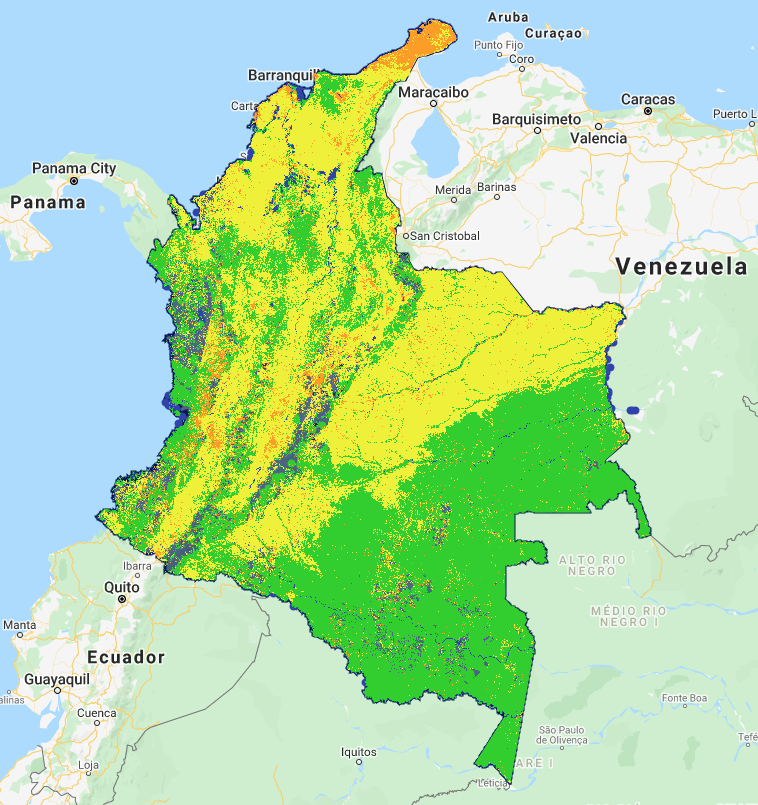 Aruba
Curaçao
Punto Fijo
Coro
Barranquil
Maracaibo
Caracas
Carta
Barquisimeto
Puerto L
Valencia
Panama City
Merida
Barinas
Panama
San Cristobal
Venezuela
ALTO RIO
NEGRO
Ibarra
Quito
MÉDIO RIO
NEGRO I
Manta
Ecuador
Guayaquil
alinas
Fonte Boa
Cuenca
São Paulo
de Olivença
Tefé
Iquitos
Loja
ARE I
Leticia